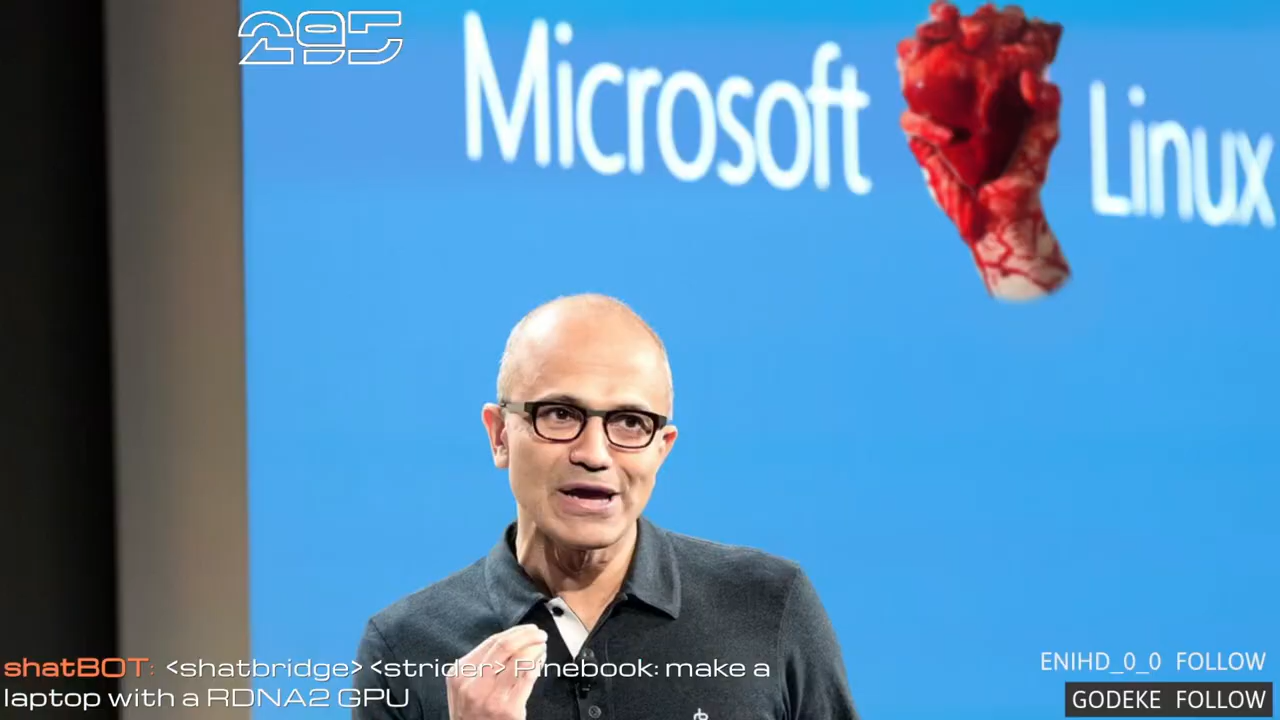 295
Microsoft Linux
shatBOT: <shatbridge> <strider> Pinebook: make a
laptop with a RDNA2 GPU
ENIHD_0_0 FOLLOW
GODEKE FOLLOW